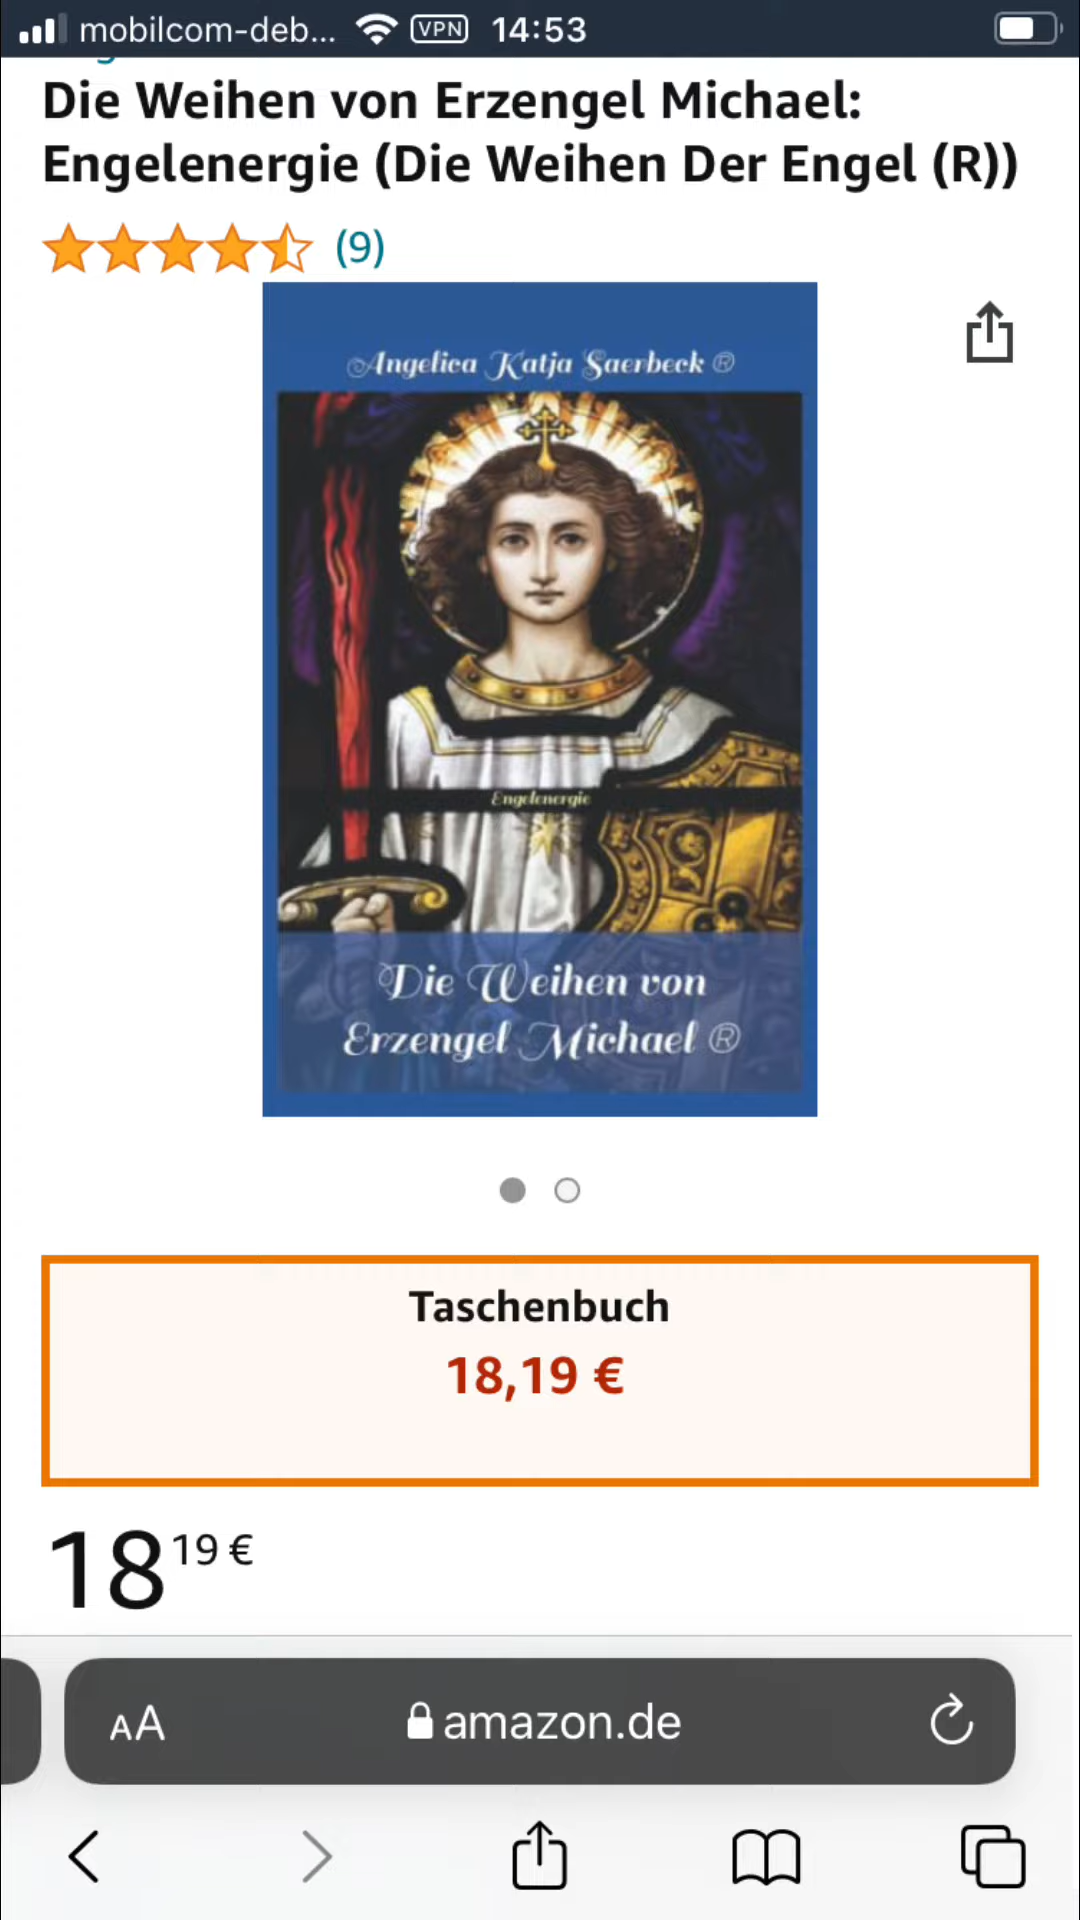 mobilcom-deb... VPN 14:53
Die Weihen von Erzengel Michael:
Engelenergie (Die Weihen Der Engel (R))
(9)
Angelica Katja Saerbeck ®
Engelenergie
Die Weihen von
Erzengel Michael ®
Taschenbuch
18,19 €
18 19 €
AA amazon.de